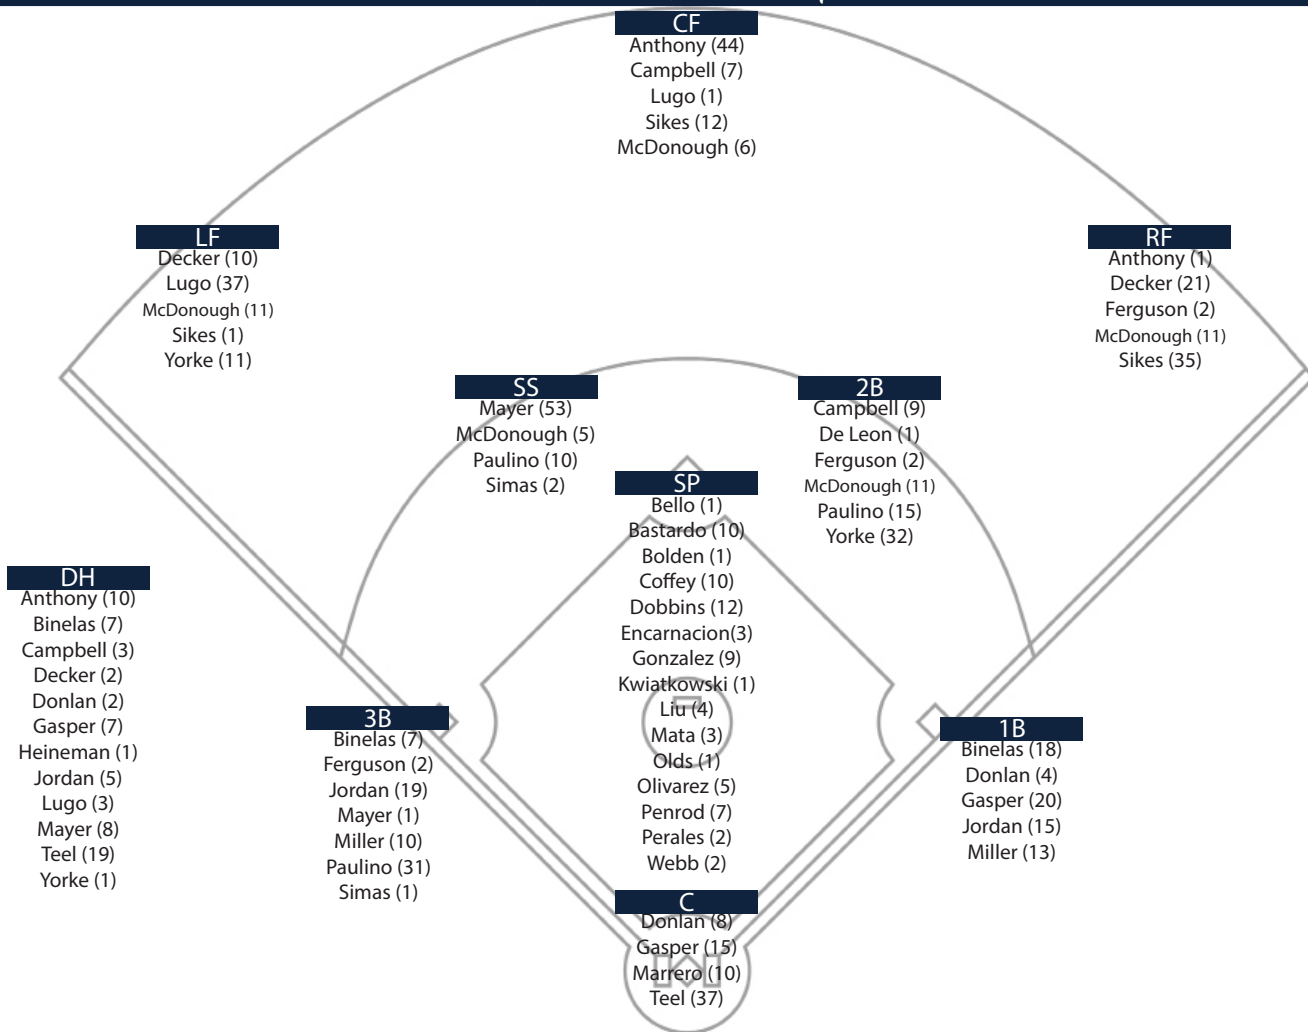 CF
Anthony (44)
Campbell (7)
Lugo (1)
Sikes (12)
McDonough (6)
LF
Decker (10)
Lugo (37)
McDonough (11)
Sikes (1)
Yorke (11)
RF
Anthony (1)
Decker (21)
Ferguson (2)
McDonough (11)
Sikes (35)
SS
Mayer (53)
McDonough (5)
Paulino (10)
Simas (2)
2B
Campbell (9)
De Leon (1)
Ferguson (2)
McDonough (11)
Paulino (15)
Yorke (32)
SP
Bello (1)
Bastardo (10)
Bolden (1)
Coffey (10)
Dobbins (12)
Encarnacion(3)
Gonzalez (9)
Kwiatkowski (1)
Liu (4)
Mata (3)
Olds (1)
Olivarez (5)
Penrod (7)
Perales (2)
Webb (2)
DH
Anthony (10)
Binelas (7)
Campbell (3)
Decker (2)
Donlan (2)
Gasper (7)
Heineman (1)
Jordan (5)
Lugo (3)
Mayer (8)
Teel (19)
Yorke (1)
3B
Binelas (7)
Ferguson (2)
Jordan (19)
Mayer (1)
Miller (10)
Paulino (31)
Simas (1)
1B
Binelas (18)
Donlan (4)
Gasper (20)
Jordan (15)
Miller (13)
C
Donlan (8)
Gasper (15)
Marrero (10)
Teel (37)